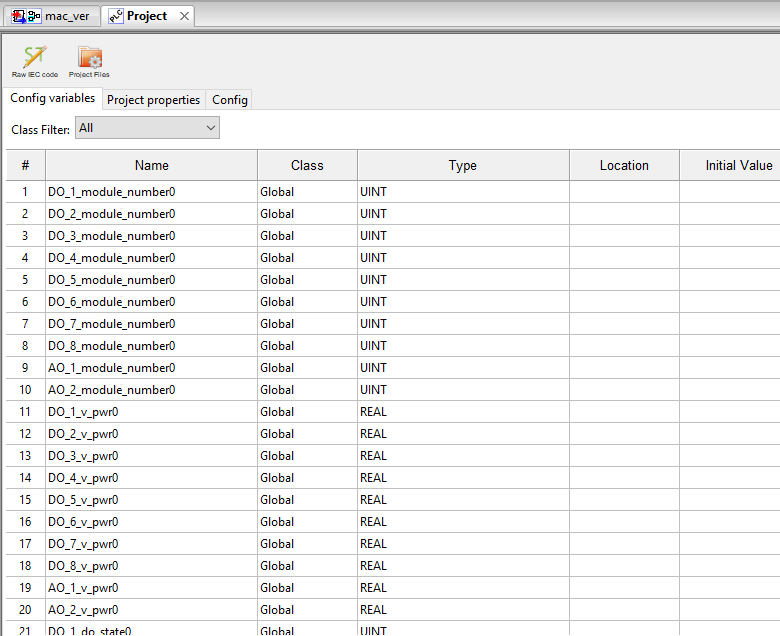 mac_ver Project
Raw IEC code Project Files
Config variables Project properties Config
Class Filter: All
# Name Class Type Location Initial Value
1 DO_1_module_number0 Global UINT
2 DO_2_module_number0 Global UINT
3 DO_3_module_number0 Global UINT
4 DO_4_module_number0 Global UINT
5 DO_5_module_number0 Global UINT
6 DO_6_module_number0 Global UINT
7 DO_7_module_number0 Global UINT
8 DO_8_module_number0 Global UINT
9 AO_1_module_number0 Global UINT
10 AO_2_module_number0 Global UINT
11 DO_1_v_pwr0 Global REAL
12 DO_2_v_pwr0 Global REAL
13 DO_3_v_pwr0 Global REAL
14 DO_4_v_pwr0 Global REAL
15 DO_5_v_pwr0 Global REAL
16 DO_6_v_pwr0 Global REAL
17 DO_7_v_pwr0 Global REAL
18 DO_8_v_pwr0 Global REAL
19 AO_1_v_pwr0 Global REAL
20 AO_2_v_pwr0 Global REAL
21 DO_1_do_state0 Global UINT